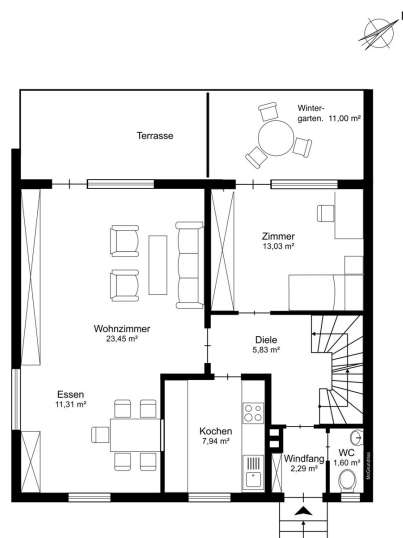 N
Winter-
garten. 11,00 m²
Terrasse
Zimmer
13,03 m²
Wohnzimmer
23,45 m²
Diele
5,83 m²
Essen
11,31 m²
Kochen
7,94 m²
Windfang
2,29 m²
WC
1,60 m²